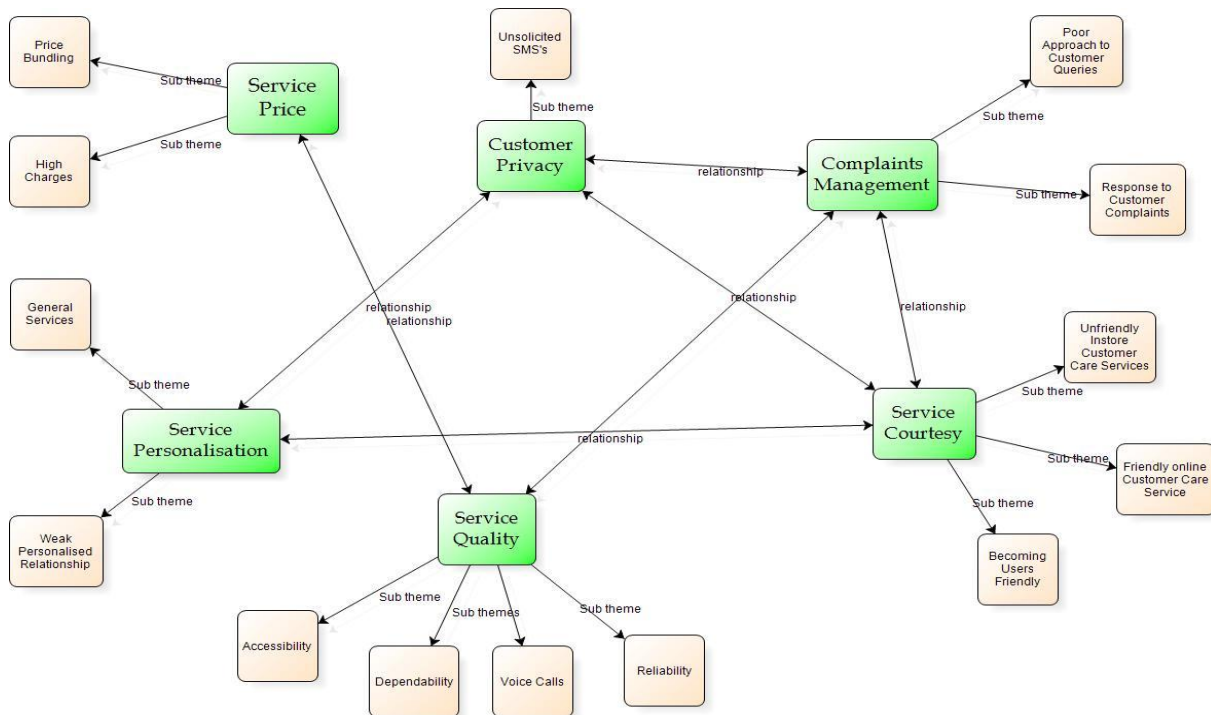 Price
Bundling
Sub theme
Service
Price
Sub theme
High
Charges
Unsolicited
SMS's
Sub theme
Customer
Privacy
relationship
Poor
Approach to
Customer
Queries
Sub theme
Complaints
Management
Sub theme
Response to
Customer
Complaints
General
Services
Sub theme
relationship
relationship
relationship
relationship
Service
Personalisation
Sub theme
Weak
Personalised
Relationship
relationship
Service
Courtesy
Unfriendly
Instore
Customer
Care Services
Sub theme
Sub theme
Friendly online
Customer Care
Service
Sub theme
Becoming
Users
Friendly
Service
Quality
Sub theme
Sub themes
Sub theme
Accessibility
Dependability
Voice Calls
Reliability